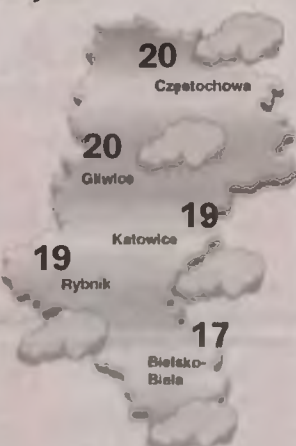 20
Częstochowa
20
Gliwice
19
Katowice
19
Rybnik
17
Bielsko-
Biała